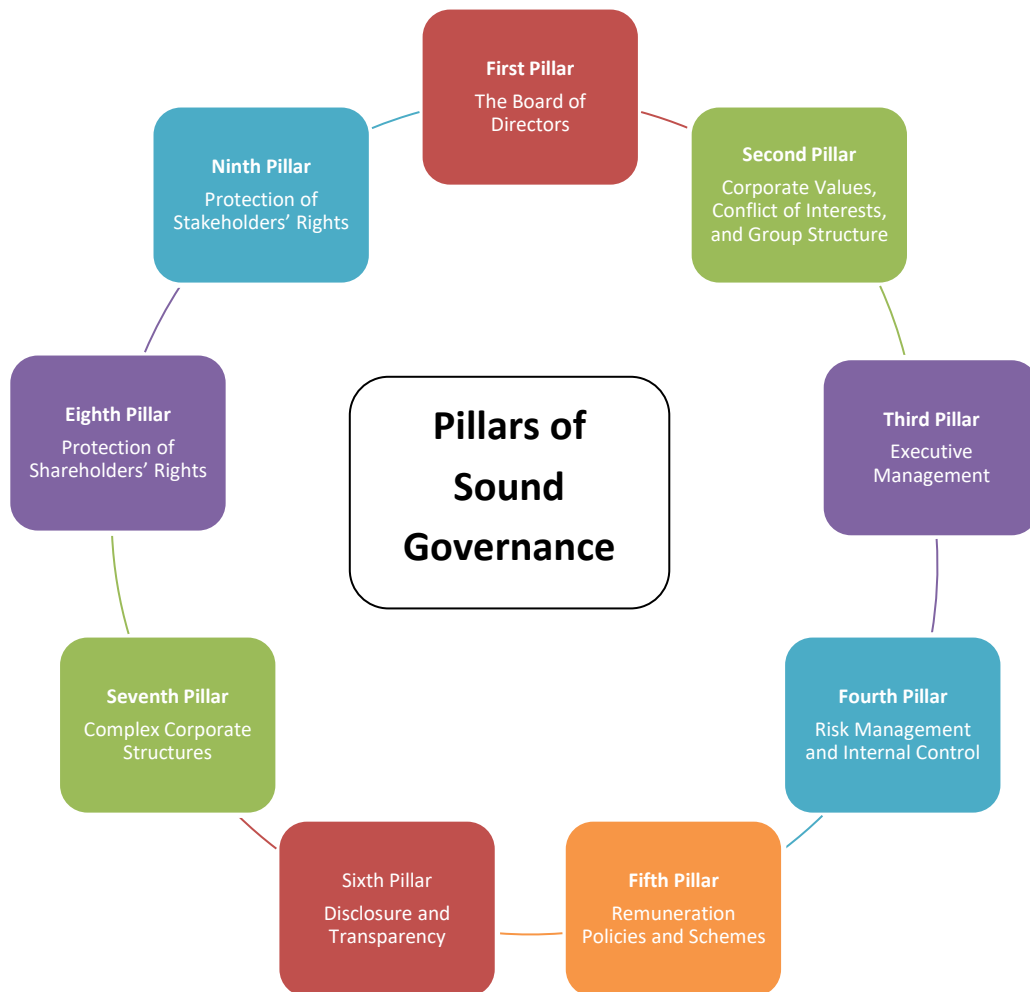 First Pillar
The Board of
Directors
Second Pillar
Corporate Values,
Conflict of Interests,
and Group Structure
Third Pillar
Executive
Management
Fourth Pillar
Risk Management
and Internal Control
Fifth Pillar
Remuneration
Policies and Schemes
Sixth Pillar
Disclosure and
Transparency
Seventh Pillar
Complex Corporate
Structures
Eighth Pillar
Protection of
Shareholders’ Rights
Ninth Pillar
Protection of
Stakeholders’ Rights
Pillars of
Sound
Governance